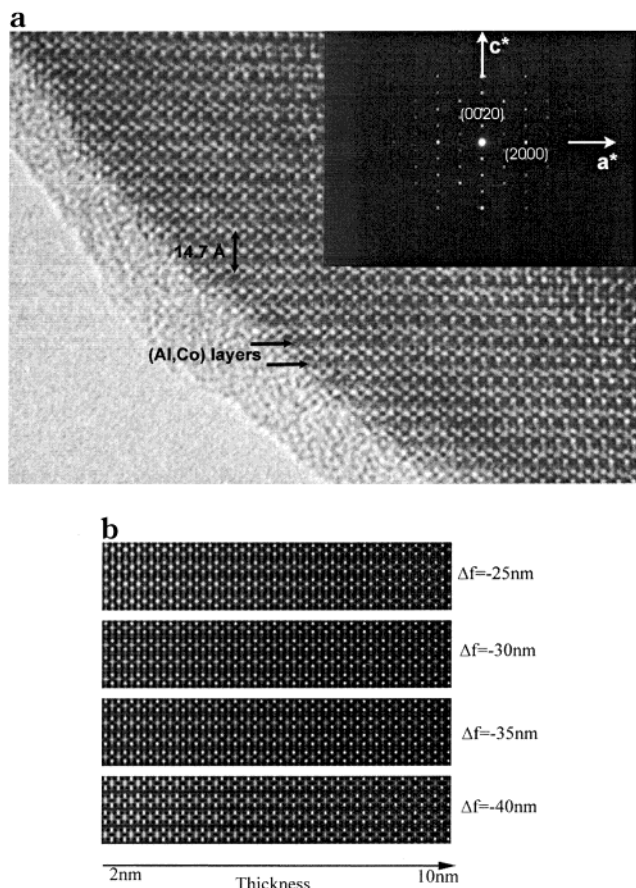 a
c*
(0020)
(2000)
a*
14.7 Å
(Al,Co) layers
b
Δf=-25nm
Δf=-30nm
Δf=-35nm
Δf=-40nm
2nm
10nm
Thickness